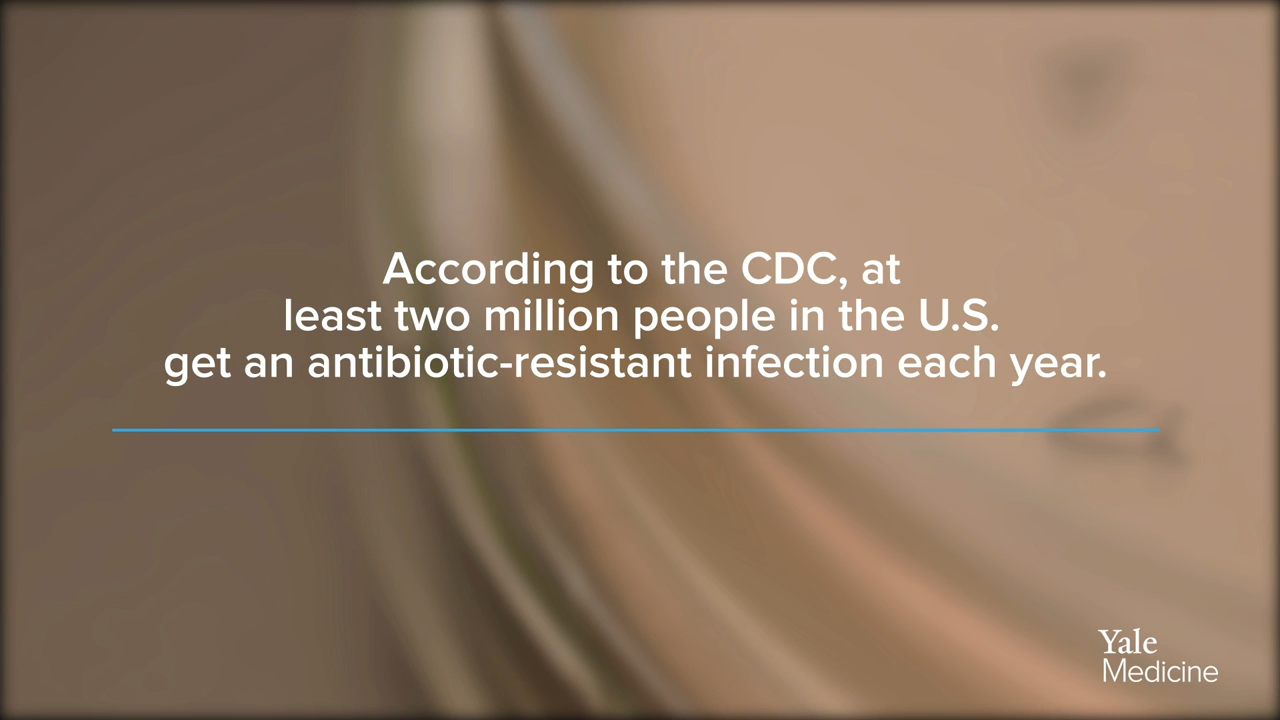 According to the CDC, at
least two million people in the U.S.
get an antibiotic-resistant infection each year.
Yale
Medicine